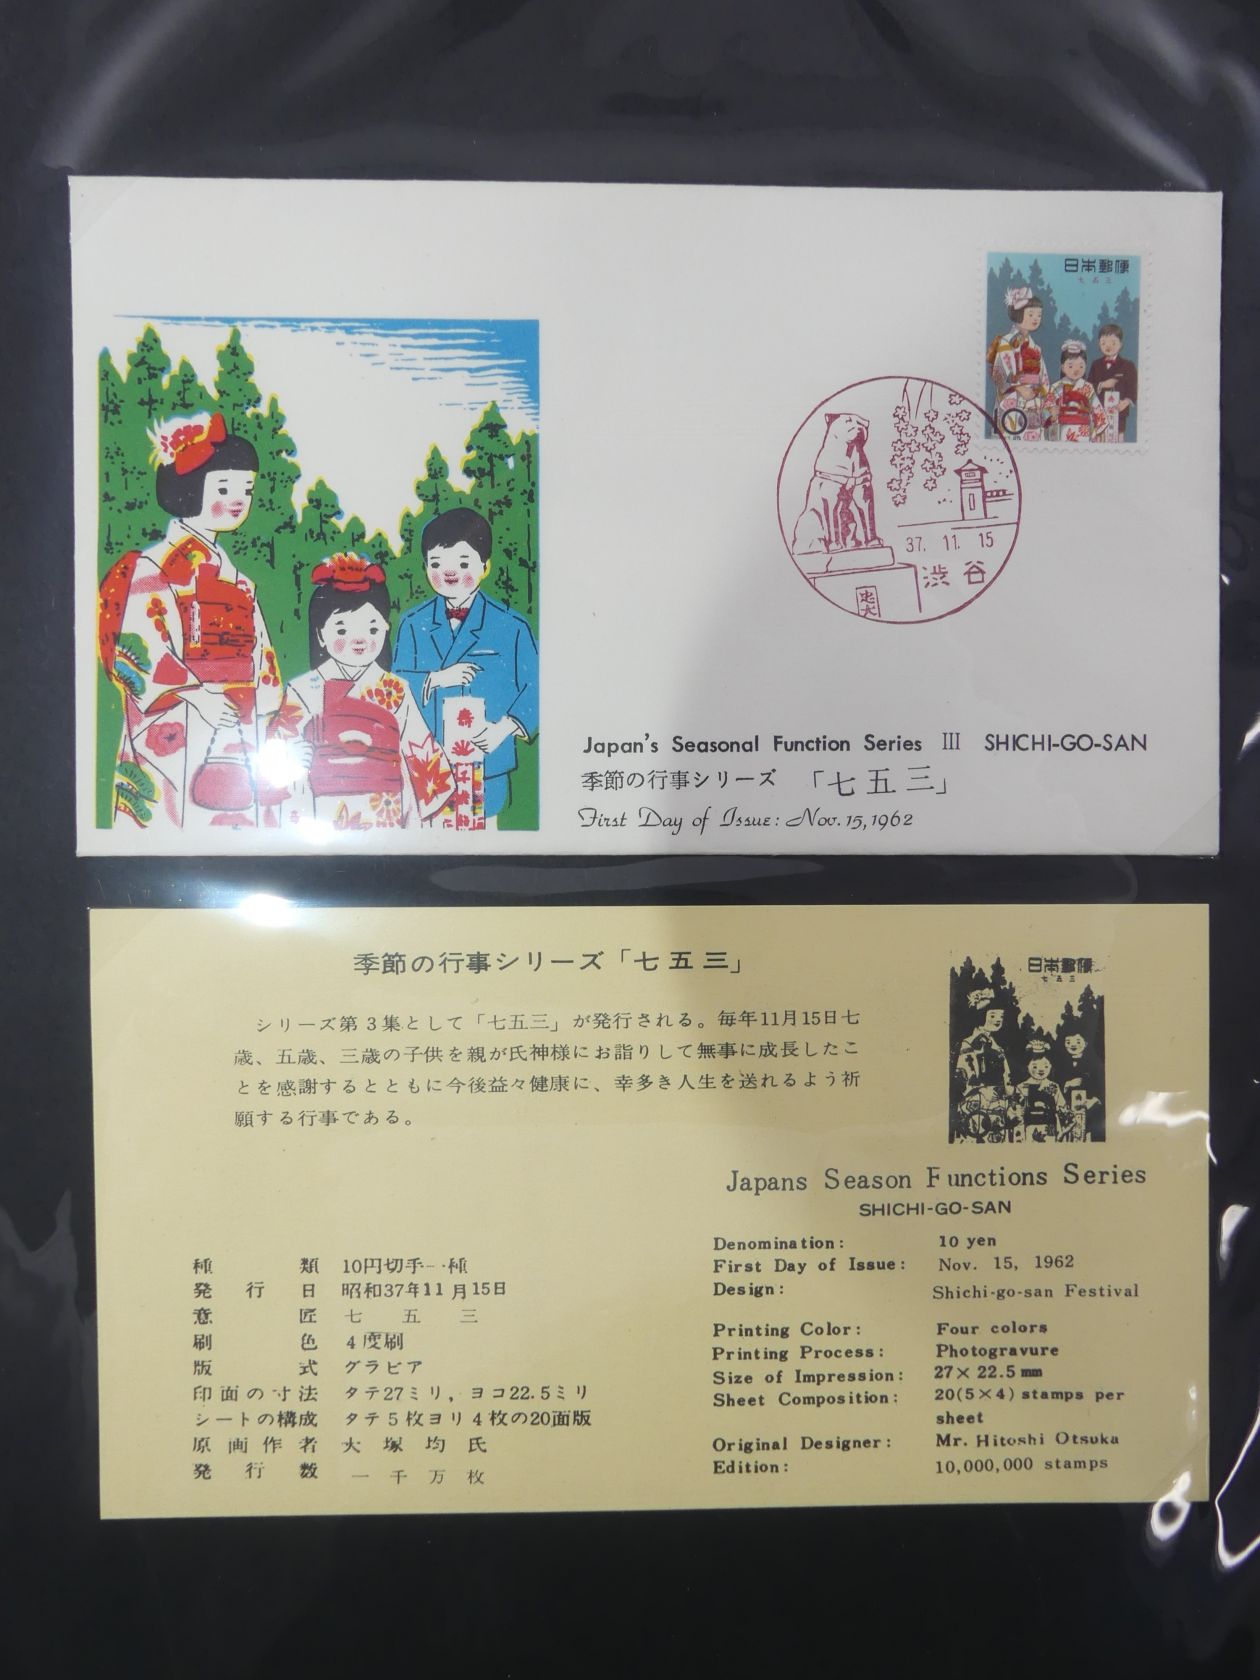 日本郵便
七五三
10
37. 11. 15
渋谷
忠犬
寿
Japan's Seasonal Function Series III SHICHI-GO-SAN
季節の行事シリーズ 「七五三」
First Day of Issue: Nov. 15, 1962
季節の行事シリーズ「七五三」
シリーズ第3集として「七五三」が発行される。毎年11月15日七
歳、五歳、三歳の子供を親が氏神様にお詣りして無事に成長したこ
とを感謝するとともに今後益々健康に、幸多き人生を送れるよう祈
願する行事である。
日本郵便
七五三
Japans Season Functions Series
SHICHI-GO-SAN
種類 10円切手一種
発行日 昭和37年11月15日
意匠 七五三
刷色 4度刷
版式 グラビア
印面の寸法 タテ27ミリ, ヨコ22.5ミリ
シートの構成 タテ5枚ヨリ4枚の20面版
原画作者 大塚均氏
発行数 一千万枚
Denomination: 10 yen
First Day of Issue: Nov. 15, 1962
Design: Shichi-go-san Festival
Printing Color: Four colors
Printing Process: Photogravure
Size of Impression: 27×22.5mm
Sheet Composition: 20(5×4) stamps per
sheet
Original Designer: Mr. Hitoshi Otsuka
Edition: 10,000,000 stamps